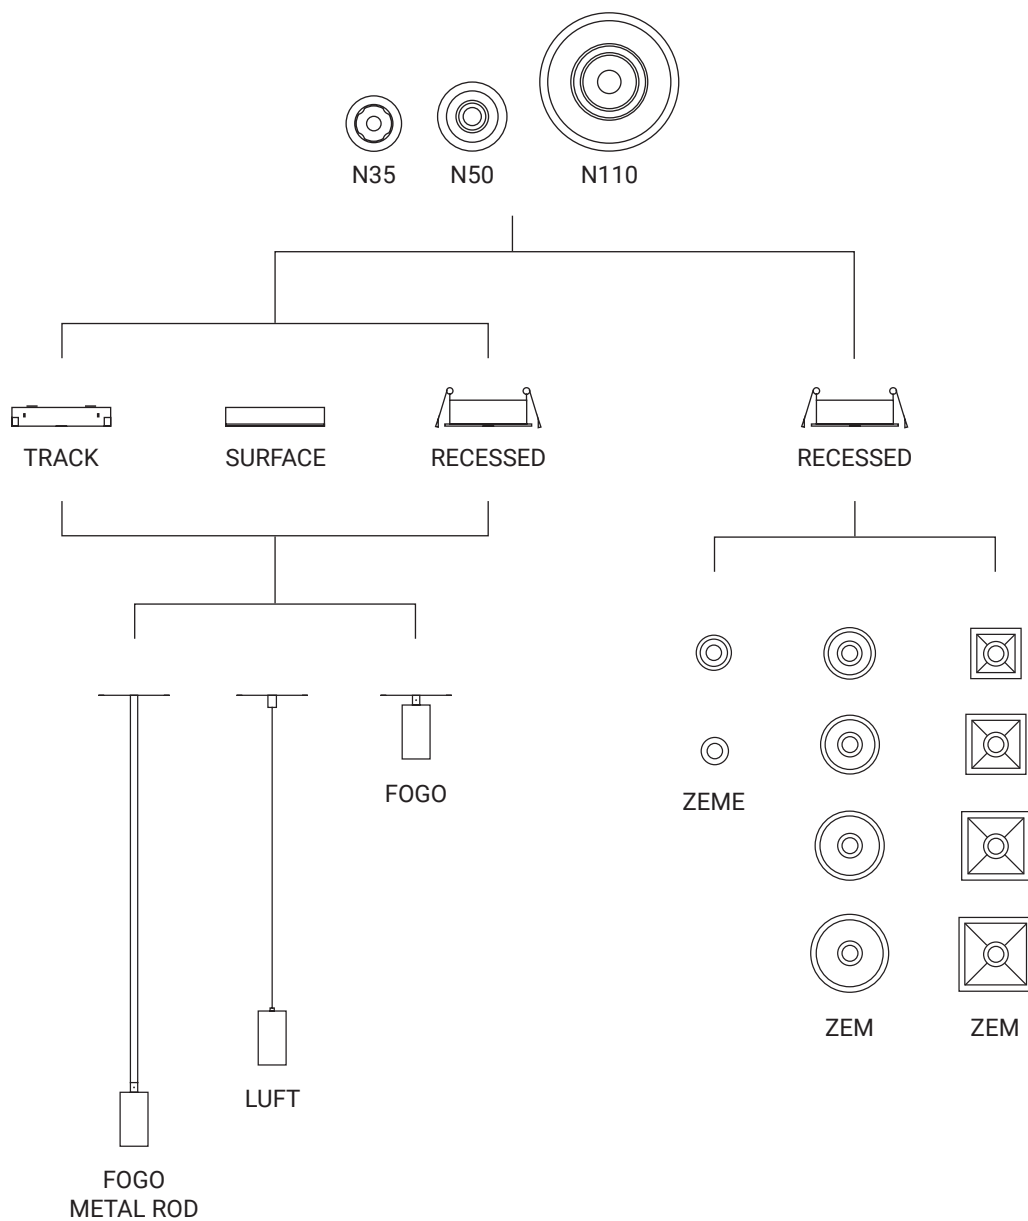 N35
N50
N110
TRACK
SURFACE
RECESSED
RECESSED
FOGO
ZEME
ZEM
ZEM
LUFT
FOGO
METAL ROD